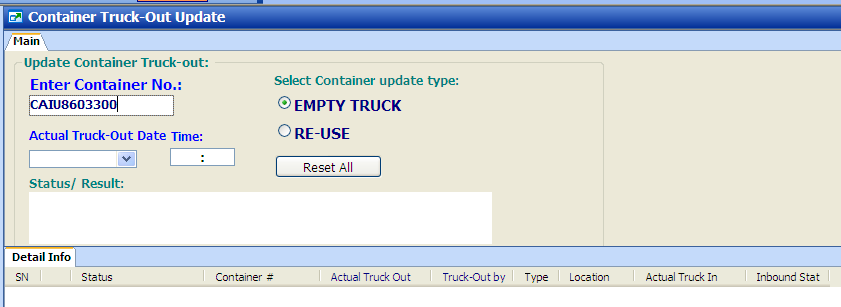 Container Truck-Out Update
Main
Update Container Truck-out:
Enter Container No.:
CAIU8603300
Select Container update type:
EMPTY TRUCK
RE-USE
Actual Truck-Out Date Time:
:
Reset All
Status/ Result:
Detail Info
SN Status Container # Actual Truck Out Truck-Out by Type Location Actual Truck In Inbound Stat